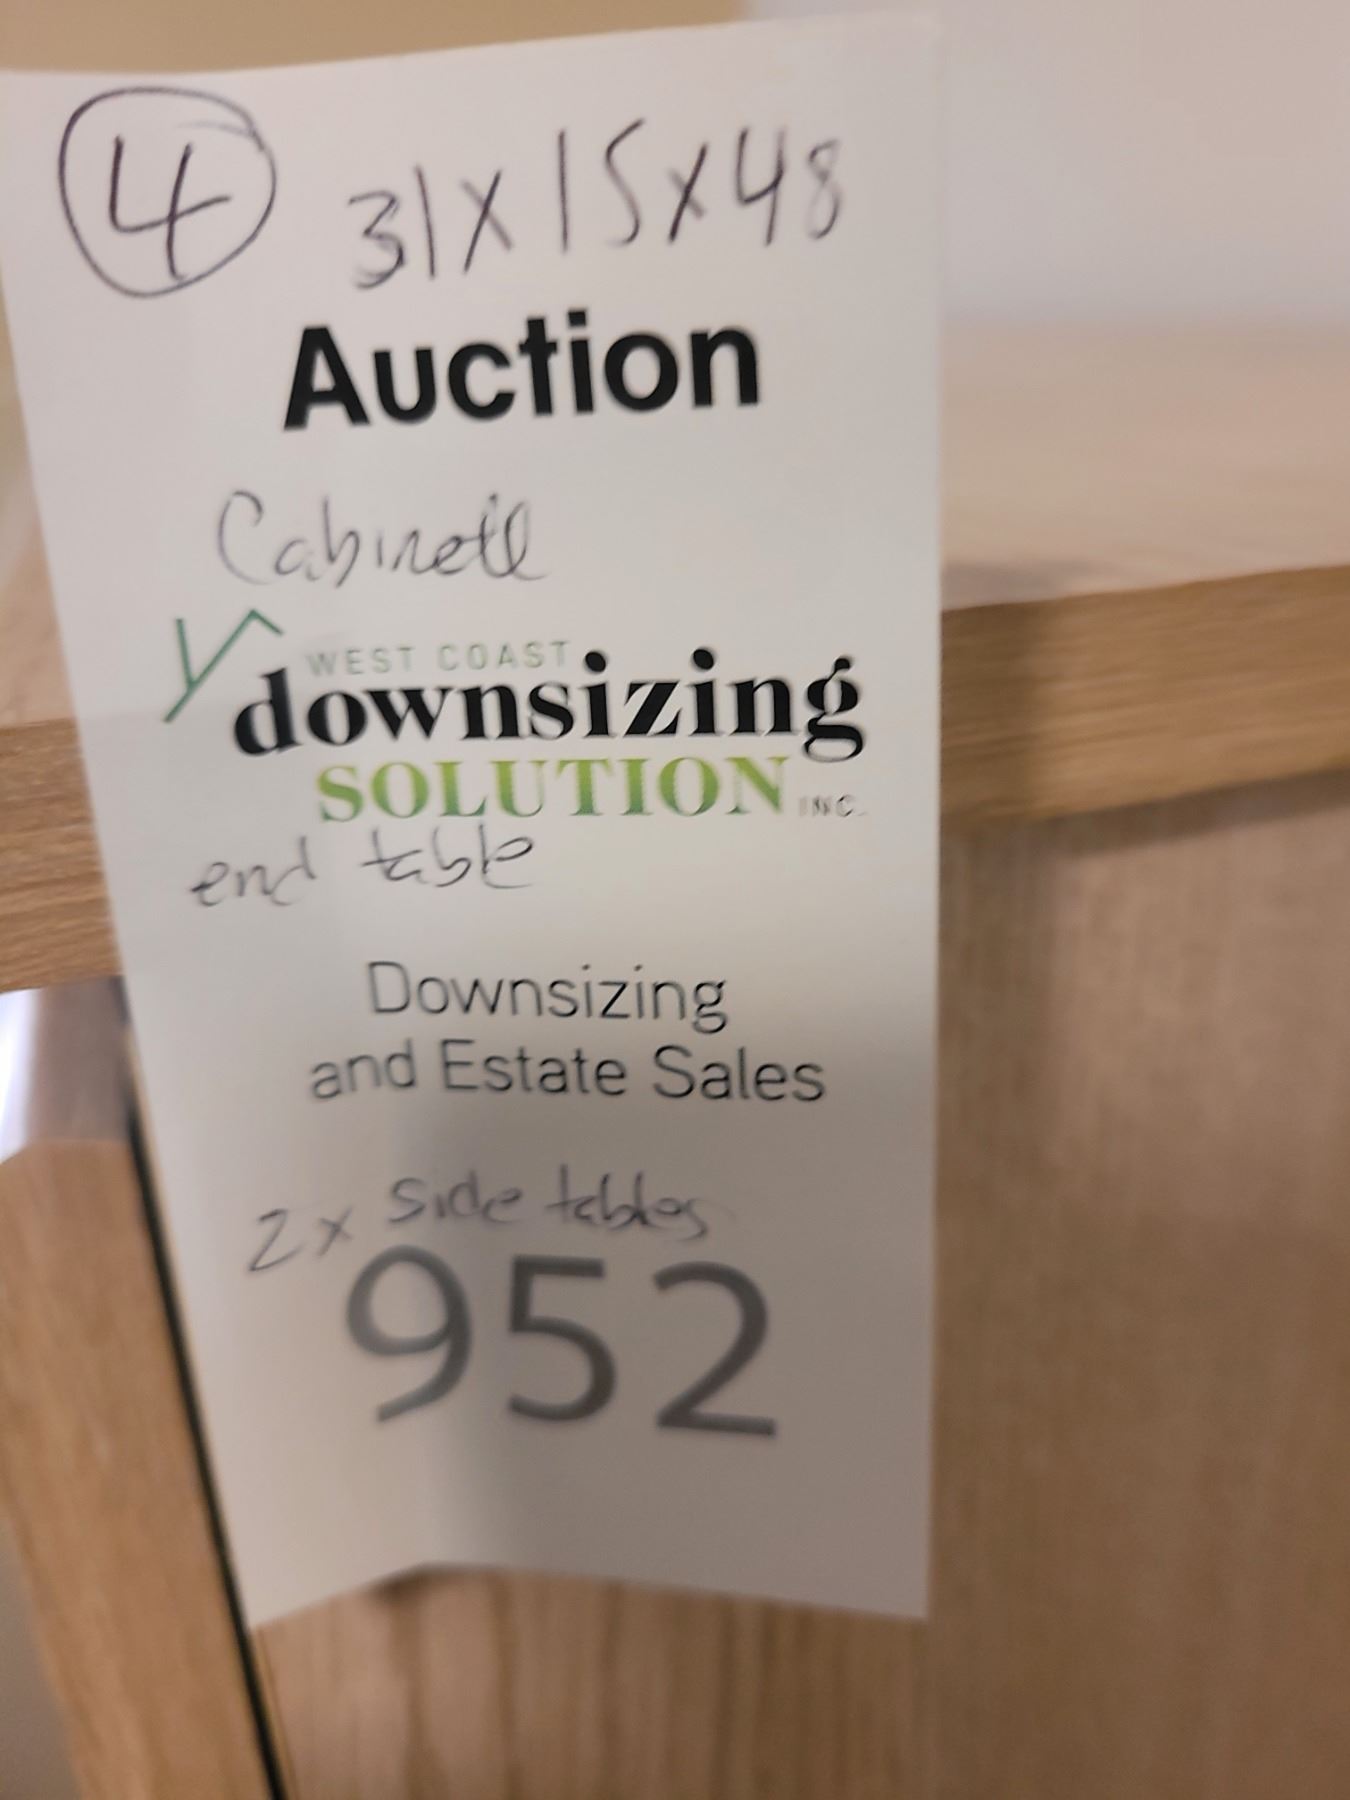 4 31X15X48
Auction
Cabinett
WEST COAST
downsizing
SOLUTION INC.
end table
Downsizing
and Estate Sales
2x side tables
952